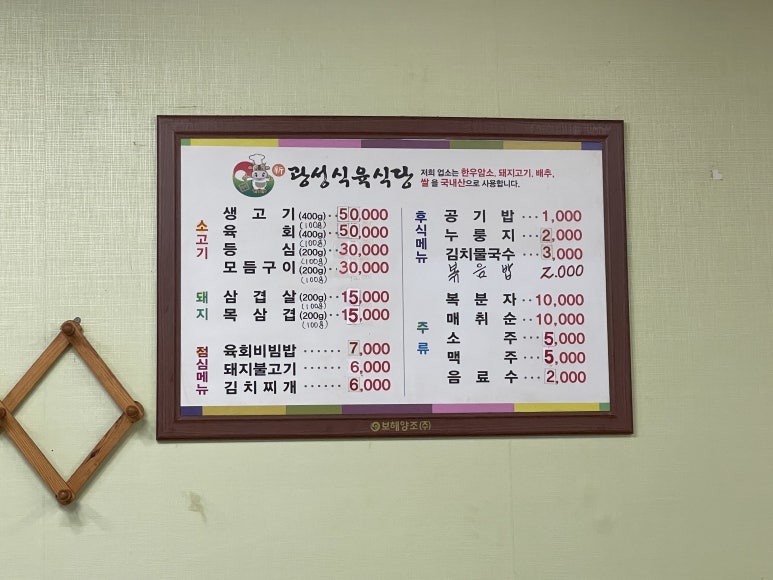 新 광성식육식당
저희 업소는 한우암소, 돼지고기, 배추,
쌀 을 국내산으로 사용합니다.
소고기
생고기 (400g) ·· 50,000
육회 (400g) ·· 50,000
등심 (200g) ·· 30,000
모듬구이 (200g) ·· 30,000
돼지
삼겹살 (200g) ·· 15,000
목삼겹 (200g) ·· 15,000
점심메뉴
육회비빔밥 ······ 7,000
돼지불고기 ······ 6,000
김치찌개 ······ 6,000
후식메뉴
공기밥 ··· 1,000
누룽지 ··· 2,000
김치물국수 ··· 3,000
볶음밥 2.000
주류
복분자 ·· 10,000
매취순 ·· 10,000
소주 ··· 5,000
맥주 ··· 5,000
음료수 ··· 2,000
보해양조(주)